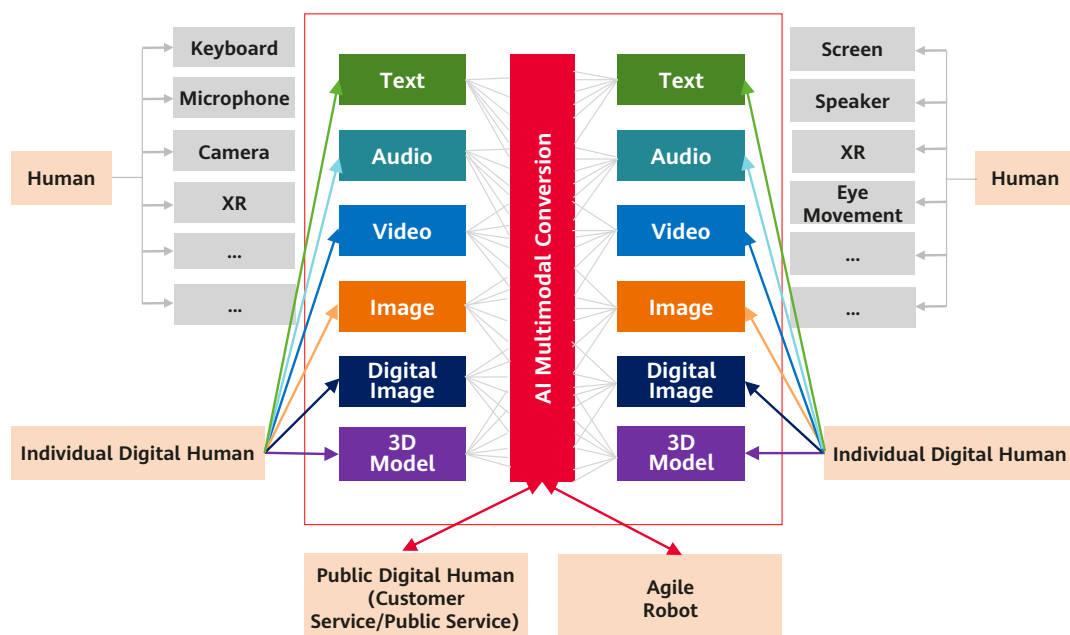 Human
Keyboard
Microphone
Camera
XR
...
...
Individual Digital Human
Text
Audio
Video
Image
Digital
Image
3D
Model
AI Multimodal Conversion
Text
Audio
Video
Image
Digital
Image
3D
Model
Screen
Speaker
XR
Eye
Movement
...
...
Human
Individual Digital Human
Public Digital Human
(Customer
Service/Public Service)
Agile
Robot